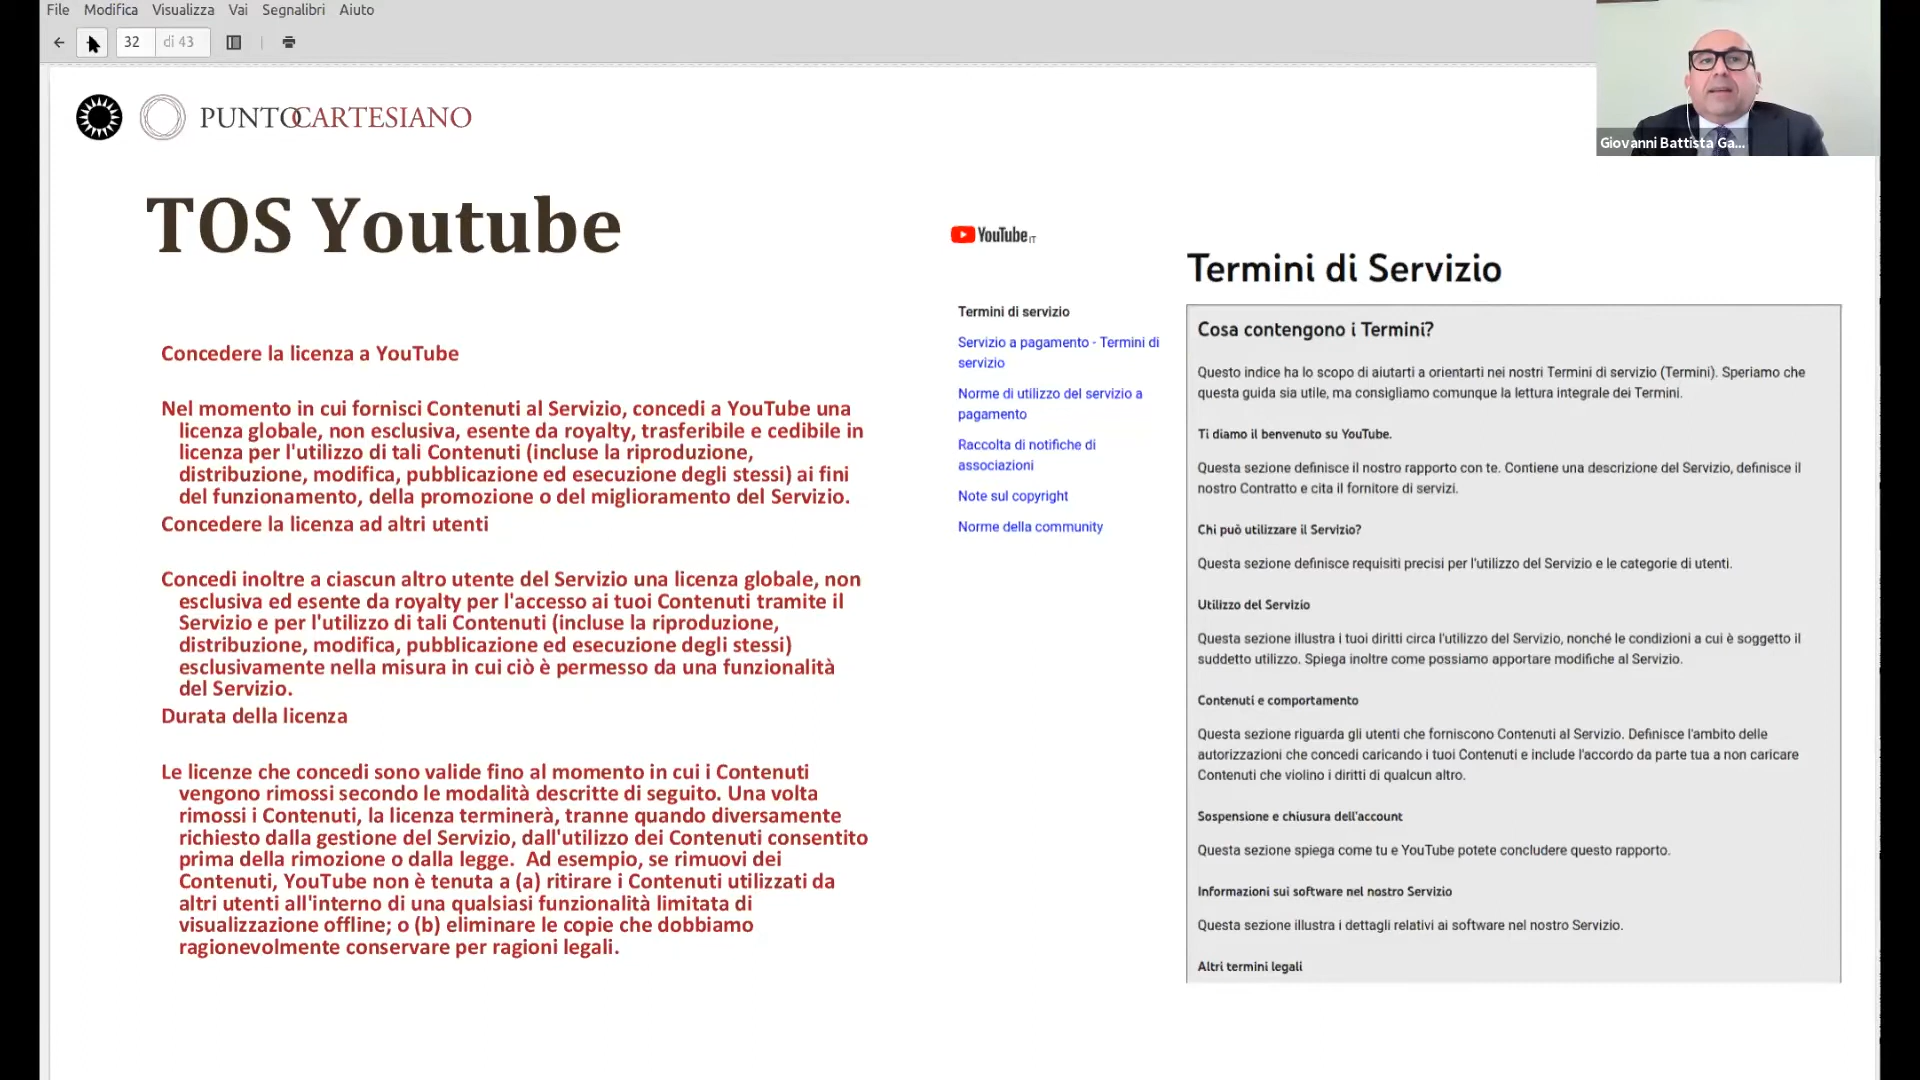 File Modifica Visualizza Vai Segnalibri Aiuto
32 di 43
Giovanni Battista Ga...
PUNTOCARTESIANO
TOS Youtube
Concedere la licenza a YouTube
Nel momento in cui fornisci Contenuti al Servizio, concedi a YouTube una
licenza globale, non esclusiva, esente da royalty, trasferibile e cedibile in
licenza per l'utilizzo di tali Contenuti (incluse la riproduzione,
distribuzione, modifica, pubblicazione ed esecuzione degli stessi) ai fini
del funzionamento, della promozione o del miglioramento del Servizio.
Concedere la licenza ad altri utenti
Concedi inoltre a ciascun altro utente del Servizio una licenza globale, non
esclusiva ed esente da royalty per l'accesso ai tuoi Contenuti tramite il
Servizio e per l'utilizzo di tali Contenuti (incluse la riproduzione,
distribuzione, modifica, pubblicazione ed esecuzione degli stessi)
esclusivamente nella misura in cui ciò è permesso da una funzionalità
del Servizio.
Durata della licenza
Le licenze che concedi sono valide fino al momento in cui i Contenuti
vengono rimossi secondo le modalità descritte di seguito. Una volta
rimossi i Contenuti, la licenza terminerà, tranne quando diversamente
richiesto dalla gestione del Servizio, dall'utilizzo dei Contenuti consentito
prima della rimozione o dalla legge. Ad esempio, se rimuovi dei
Contenuti, YouTube non è tenuta a (a) ritirare i Contenuti utilizzati da
altri utenti all'interno di una qualsiasi funzionalità limitata di
visualizzazione offline; o (b) eliminare le copie che dobbiamo
ragionevolmente conservare per ragioni legali.
YouTube IT
Termini di servizio
Servizio a pagamento - Termini di
servizio
Norme di utilizzo del servizio a
pagamento
Raccolta di notifiche di
associazioni
Note sul copyright
Norme della community
Termini di Servizio
Cosa contengono i Termini?
Questo indice ha lo scopo di aiutarti a orientarti nei nostri Termini di servizio (Termini). Speriamo che
questa guida sia utile, ma consigliamo comunque la lettura integrale dei Termini.
Ti diamo il benvenuto su YouTube.
Questa sezione definisce il nostro rapporto con te. Contiene una descrizione del Servizio, definisce il
nostro Contratto e cita il fornitore di servizi.
Chi può utilizzare il Servizio?
Questa sezione definisce requisiti precisi per l'utilizzo del Servizio e le categorie di utenti.
Utilizzo del Servizio
Questa sezione illustra i tuoi diritti circa l'utilizzo del Servizio, nonché le condizioni a cui è soggetto il
suddetto utilizzo. Spiega inoltre come possiamo apportare modifiche al Servizio.
Contenuti e comportamento
Questa sezione riguarda gli utenti che forniscono Contenuti al Servizio. Definisce l'ambito delle
autorizzazioni che concedi caricando i tuoi Contenuti e include l'accordo da parte tua a non caricare
Contenuti che violino i diritti di qualcun altro.
Sospensione e chiusura dell'account
Questa sezione spiega come tu e YouTube potete concludere questo rapporto.
Informazioni sui software nel nostro Servizio
Questa sezione illustra i dettagli relativi ai software nel nostro Servizio.
Altri termini legali